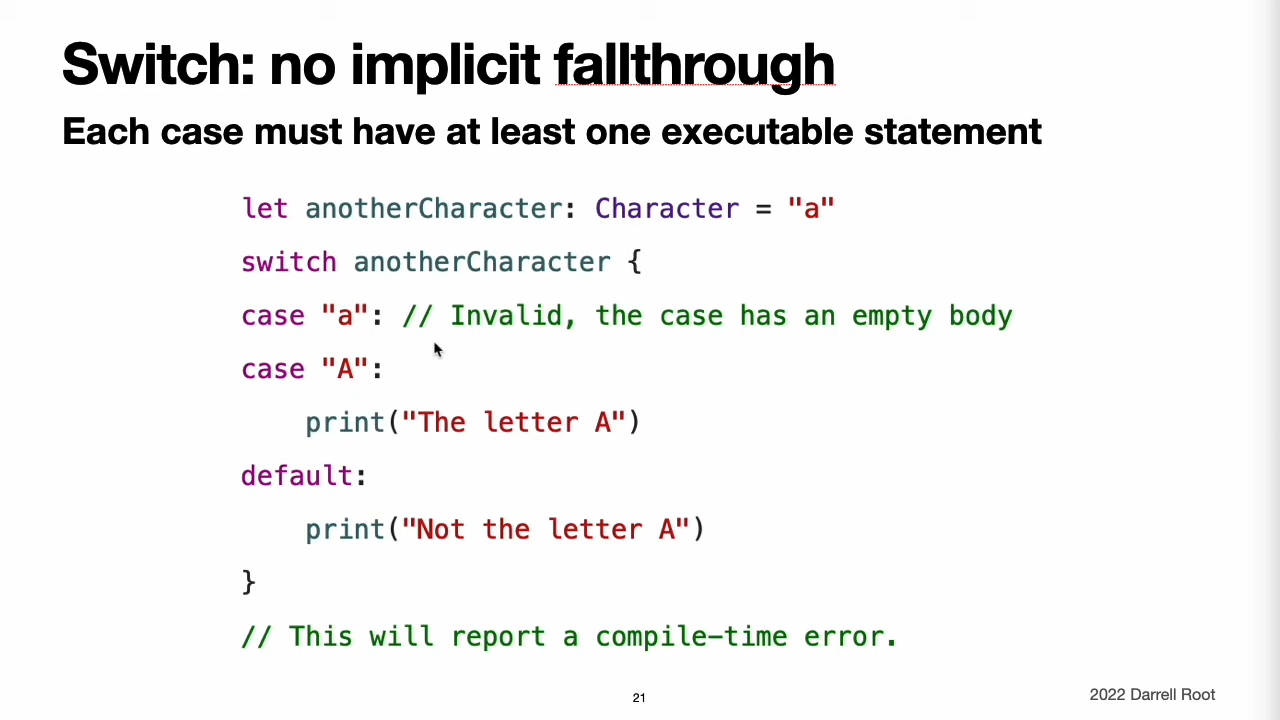 Switch: no implicit fallthrough
Each case must have at least one executable statement
let anotherCharacter: Character = "a"
switch anotherCharacter {
case "a": // Invalid, the case has an empty body
case "A":
    print("The letter A")
default:
    print("Not the letter A")
}
// This will report a compile-time error.
21
2022 Darrell Root